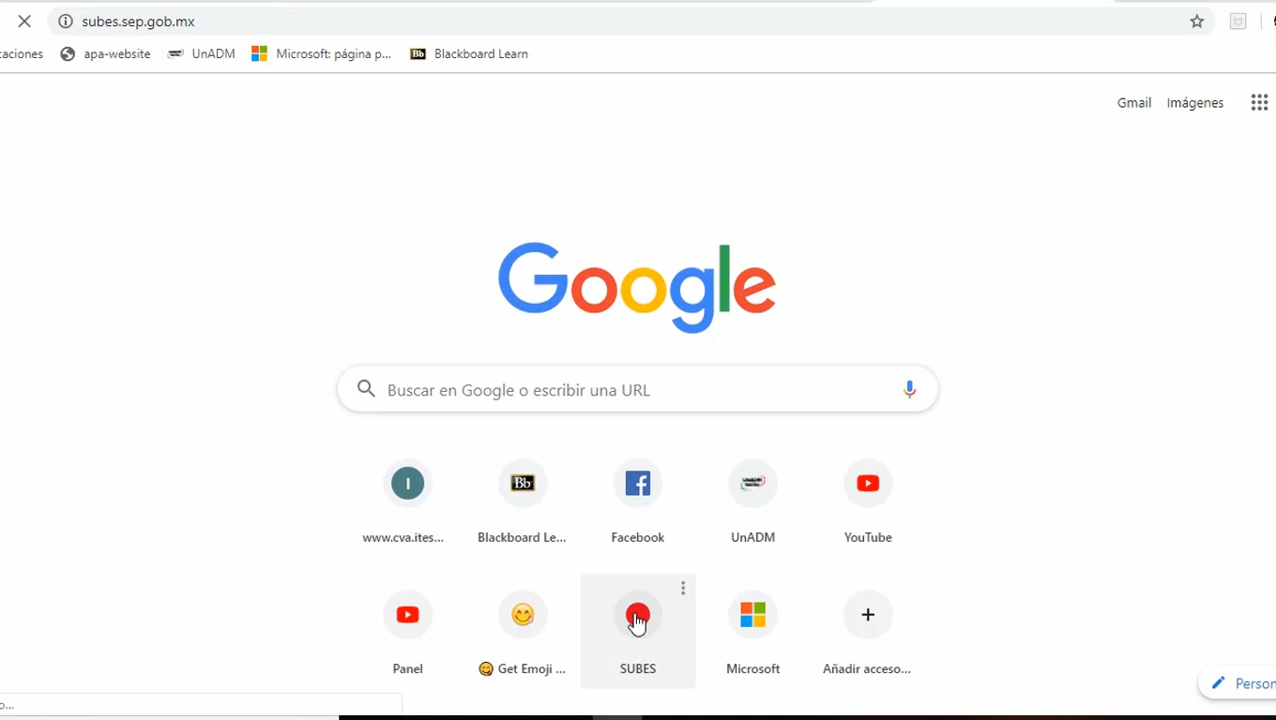 subes.sep.gob.mx
caciones apa-website UnADM Microsoft: página p... Bb Blackboard Learn
Gmail Imágenes
Google
Buscar en Google o escribir una URL
I Bb
www.cva.ites... Blackboard Le... Facebook UnADM YouTube
Panel Get Emoji ... SUBES Microsoft Añadir acceso...
Person
o...